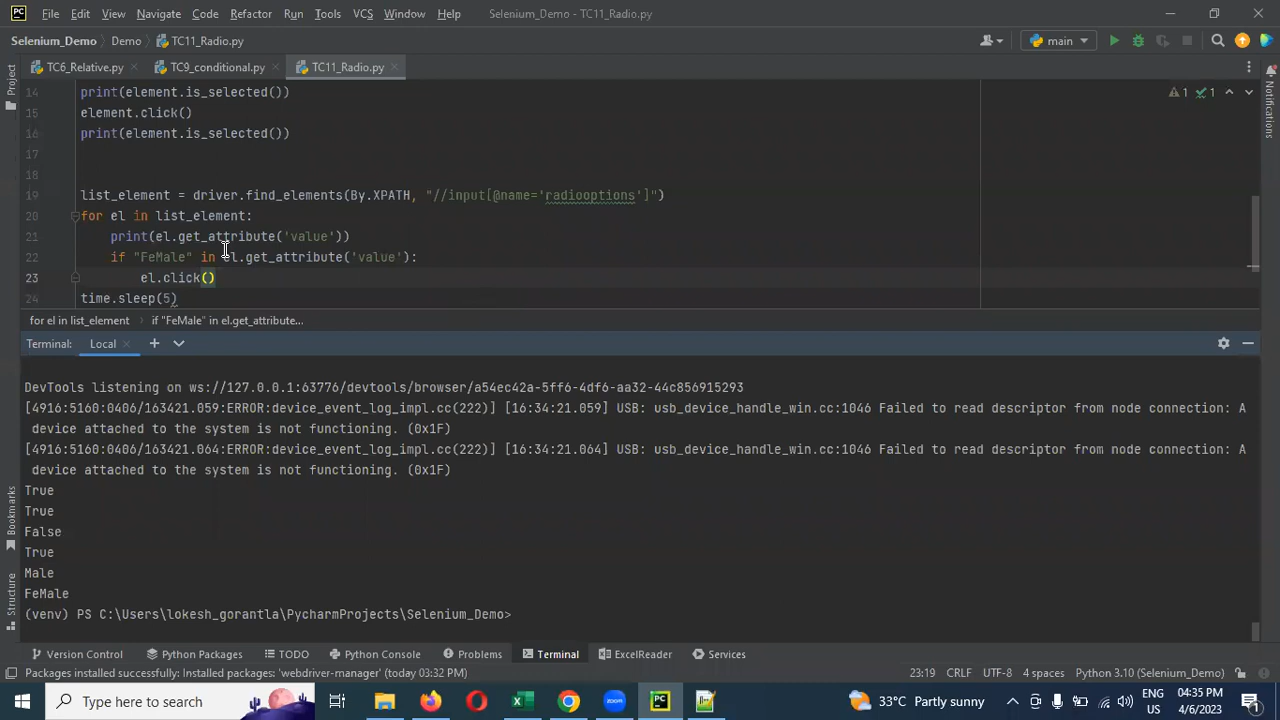 PC File Edit View Navigate Code Refactor Run Tools VCS Window Help Selenium_Demo - TC11_Radio.py
Selenium_Demo Demo TC11_Radio.py main
Project TC6_Relative.py TC9_conditional.py TC11_Radio.py Notifications
14 print(element.is_selected()) 1 1
15 element.click()
16 print(element.is_selected())
17
18
19 list_element = driver.find_elements(By.XPATH, "//input[@name='radiooptions']")
20 for el in list_element:
21 print(el.get_attribute('value'))
22 if "FeMale" in el.get_attribute('value'):
23 el.click()
24 time.sleep(5)
for el in list_element if "FeMale" in el.get_attribute...
Terminal: Local
DevTools listening on ws://127.0.0.1:63776/devtools/browser/a54ec42a-5ff6-4df6-aa32-44c856915293
[4916:5160:0406/163421.059:ERROR:device_event_log_impl.cc(222)] [16:34:21.059] USB: usb_device_handle_win.cc:1046 Failed to read descriptor from node connection: A
device attached to the system is not functioning. (0x1F)
[4916:5160:0406/163421.064:ERROR:device_event_log_impl.cc(222)] [16:34:21.064] USB: usb_device_handle_win.cc:1046 Failed to read descriptor from node connection: A
device attached to the system is not functioning. (0x1F)
True
True
False
True
Male
FeMale
(venv) PS C:\Users\lokesh_gorantla\PycharmProjects\Selenium_Demo>
Bookmarks
Structure
Version Control Python Packages TODO Python Console Problems Terminal ExcelReader Services
Packages installed successfully: Installed packages: 'webdriver-manager' (today 03:32 PM) 23:19 CRLF UTF-8 4 spaces Python 3.10 (Selenium_Demo)
Type here to search X zoom PC 33°C Partly sunny ENG US 04:35 PM 4/6/2023 1